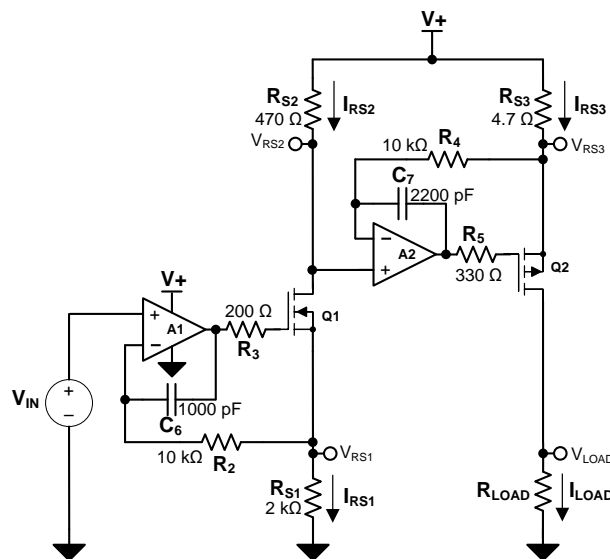 V+
RS2
470 Ω
IRS2
VRS2
RS3
4.7 Ω
IRS3
VRS3
10 kΩ
R4
C7
2200 pF
−
+
A2
R5
330 Ω
Q2
V+
+
−
A1
200 Ω
R3
Q1
VIN
+
−
C6
1000 pF
10 kΩ
R2
VRS1
RS1
2 kΩ
IRS1
VLOAD
RLOAD
ILOAD